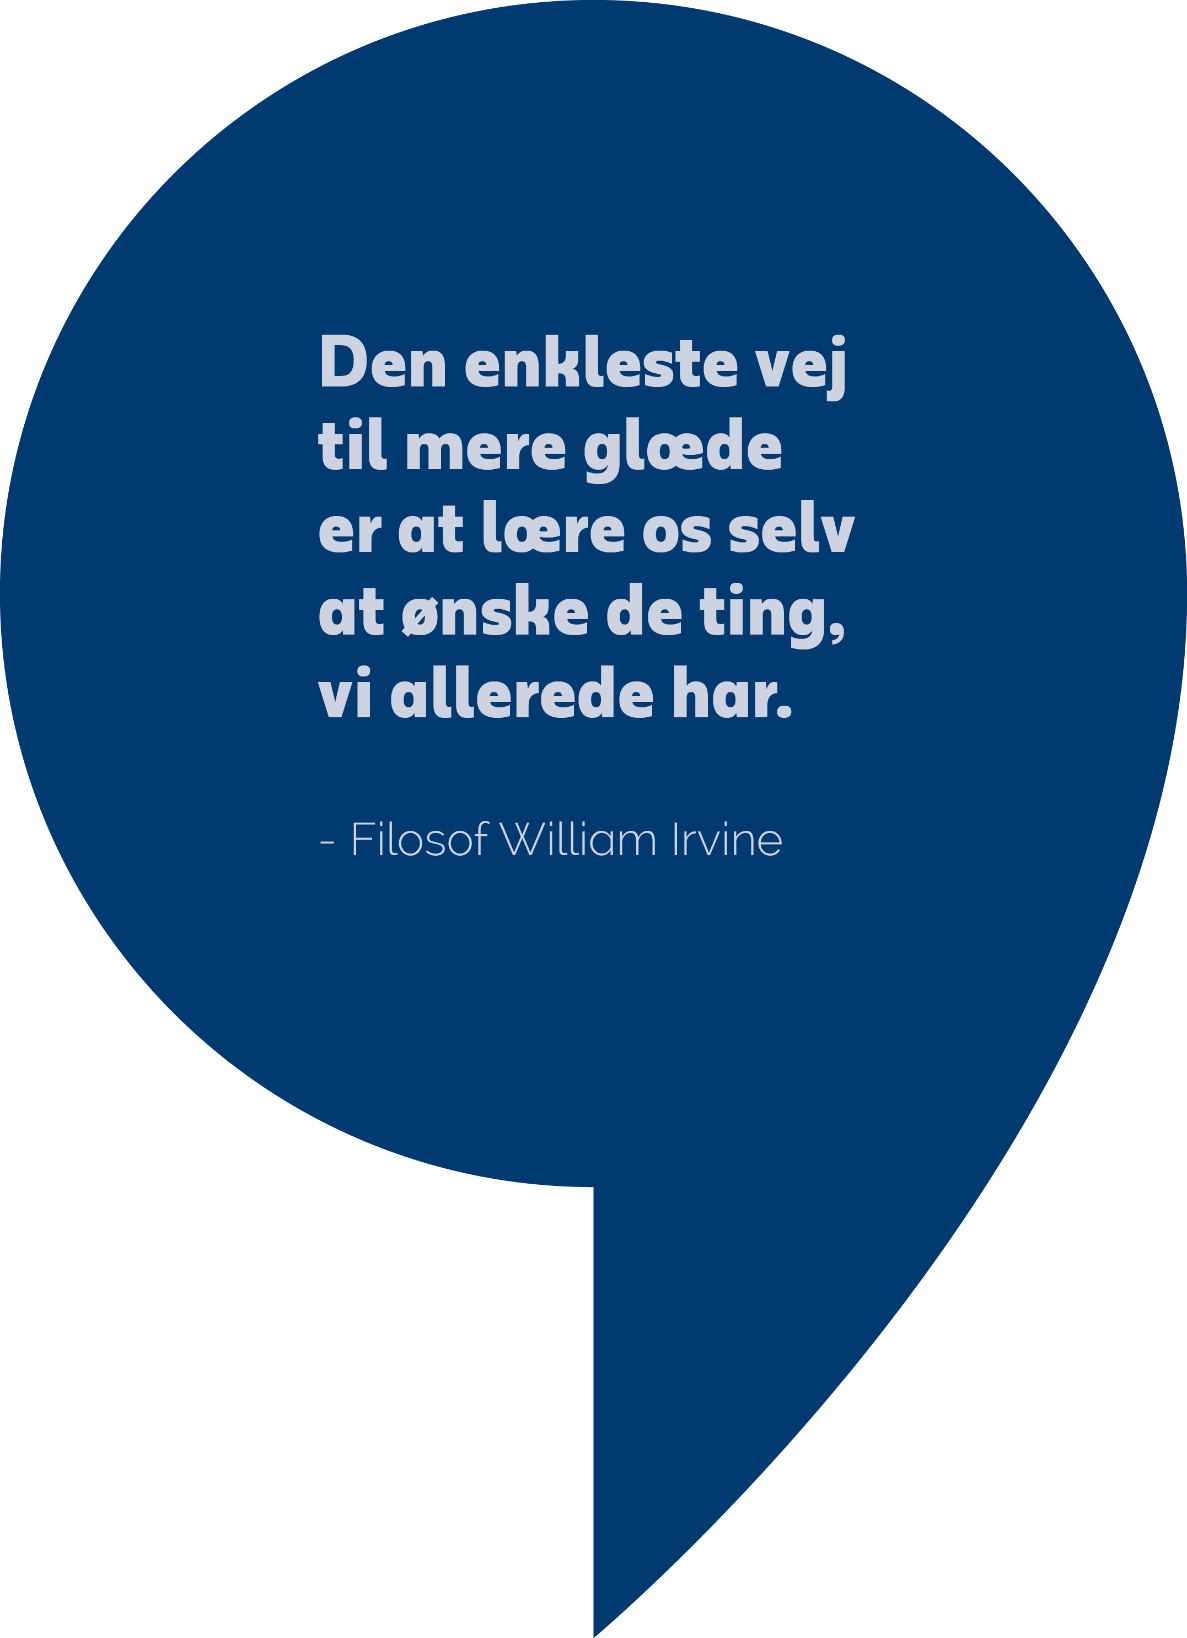 Den enkleste vej
til mere glæde
er at lære os selv
at ønske de ting,
vi allerede har.
- Filosof William Irvine